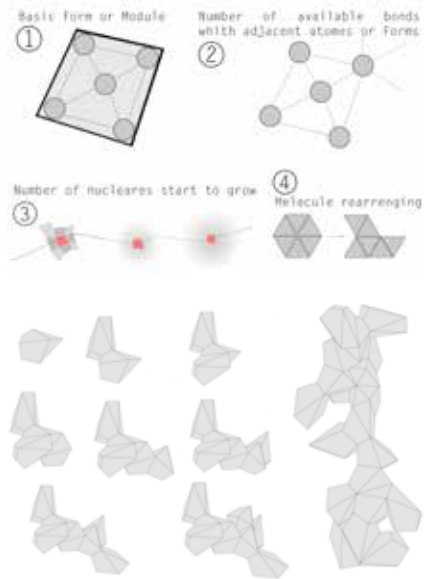 Basic Form or Module
①
Number of available bonds
whith adjacent atomes or Forms
②
Number of nucleares start to grow
③
④
Molecule rearrenging